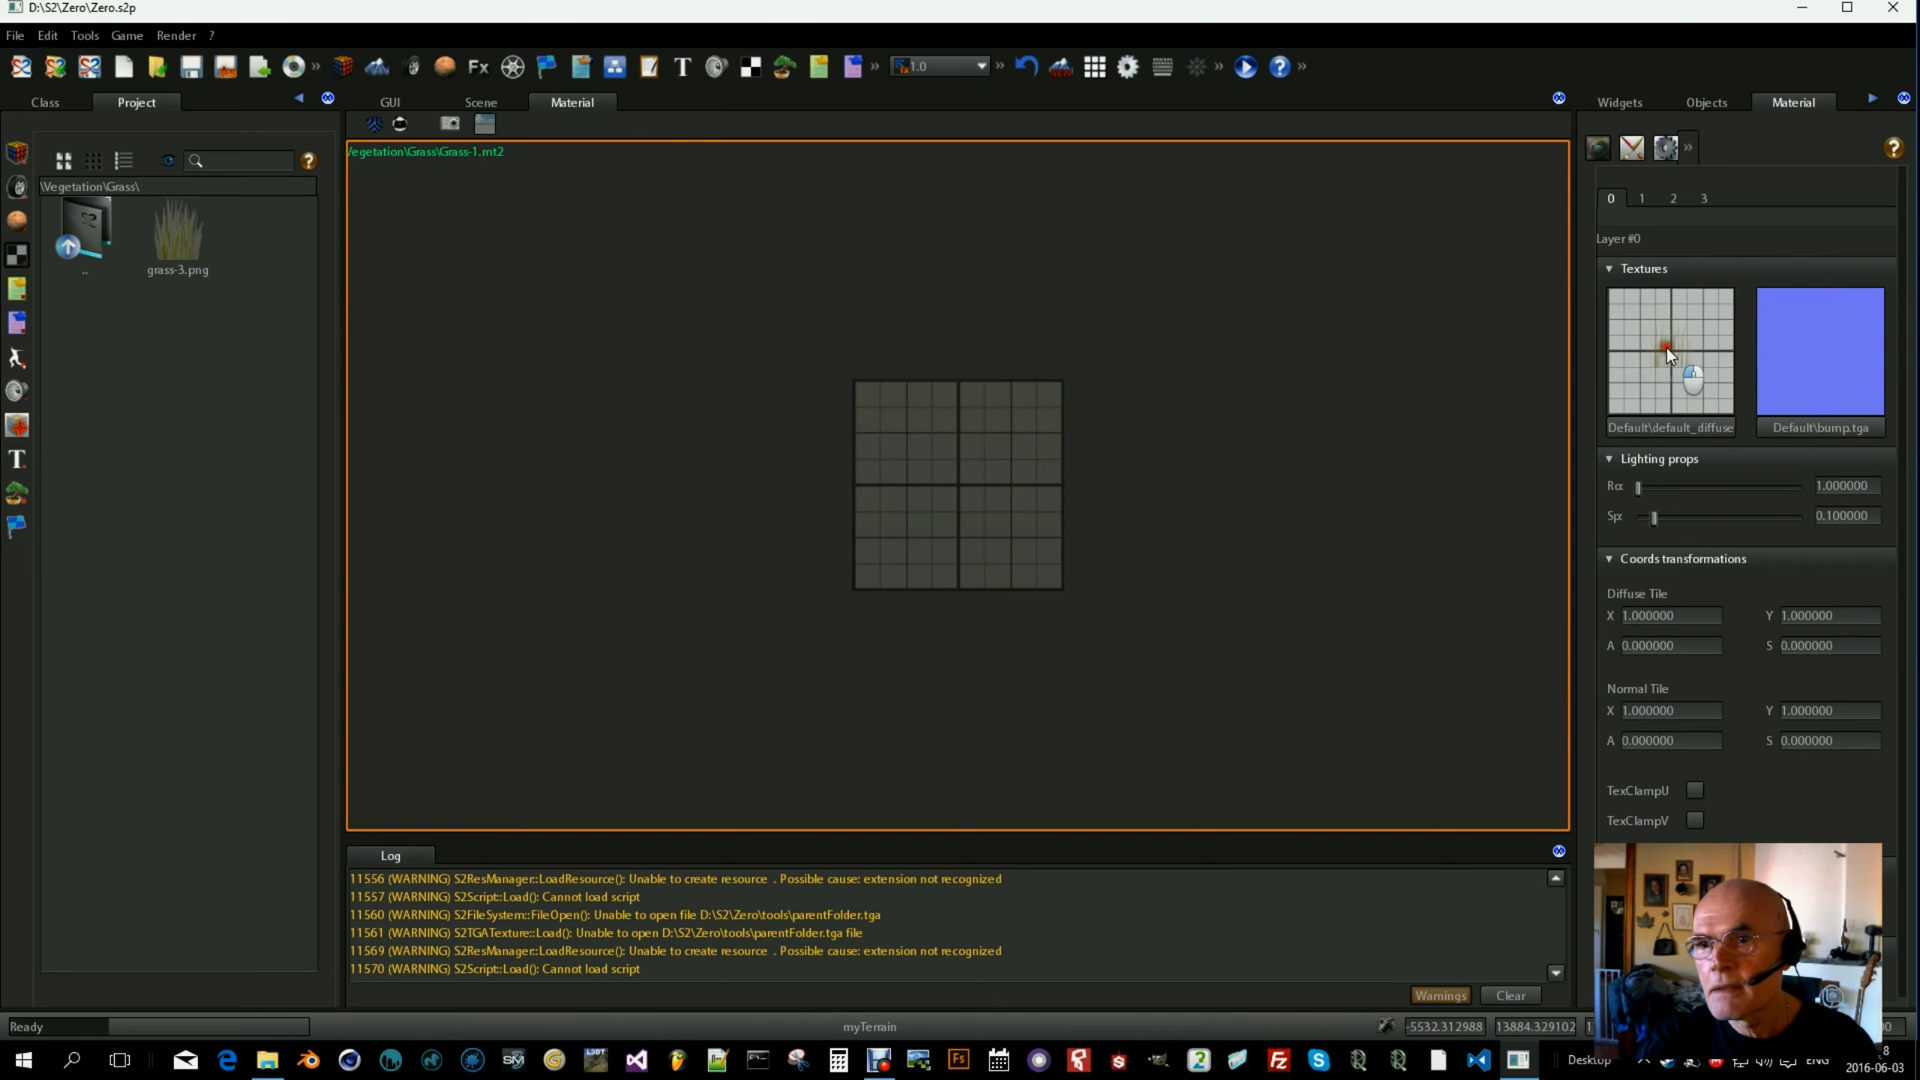 D:\S2\Zero\Zero.s2p
File Edit Tools Game Render ?
Fx T 1.0
Class Project
GUI Scene Material
Widgets Objects Material
\Vegetation\Grass\
..
grass-3.png
/egetation\Grass\Grass-1.mt2
0 1 2 3
Layer #0
Textures
Default\default_diffuse
Default\bump.tga
Lighting props
1.000000
0.100000
Coords transformations
Diffuse Tile
X 1.000000 Y 1.000000
A 0.000000 S 0.000000
Normal Tile
X 1.000000 Y 1.000000
A 0.000000 S 0.000000
TexClampU
TexClampV
Log
11556 (WARNING) S2ResManager::LoadResource(): Unable to create resource . Possible cause: extension not recognized
11557 (WARNING) S2Script::Load(): Cannot load script
11560 (WARNING) S2FileSystem::FileOpen(): Unable to open file D:\S2\Zero\tools\parentFolder.tga
11561 (WARNING) S2TGATexture::Load(): Unable to open D:\S2\Zero\tools\parentFolder.tga file
11569 (WARNING) S2ResManager::LoadResource(): Unable to create resource . Possible cause: extension not recognized
11570 (WARNING) S2Script::Load(): Cannot load script
Warnings Clear
Ready
myTerrain
-5532.312988 13884.329102
Desktop
ENG
2016-06-03